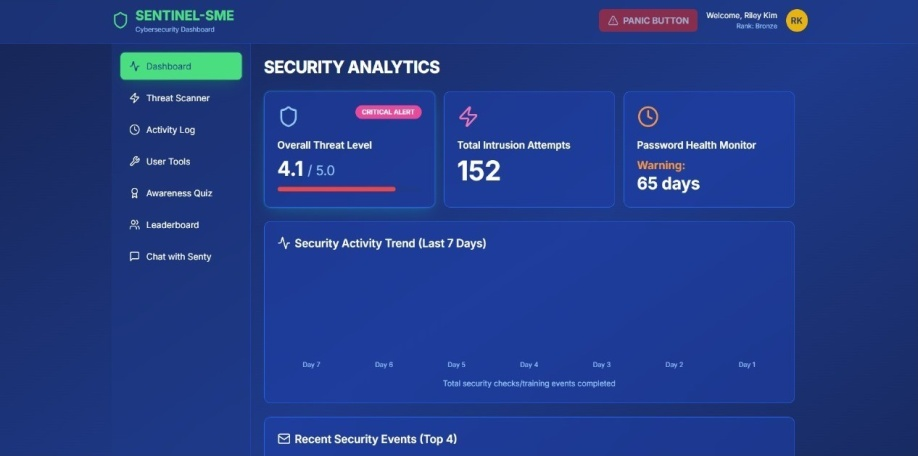 SENTINEL-SME
Cybersecurity Dashboard
PANIC BUTTON
Welcome, Riley Kim
Rank: Bronze
RK
Dashboard
Threat Scanner
Activity Log
User Tools
Awareness Quiz
Leaderboard
Chat with Senty
SECURITY ANALYTICS
CRITICAL ALERT
Overall Threat Level
4.1 / 5.0
Total Intrusion Attempts
152
Password Health Monitor
Warning:
65 days
Security Activity Trend (Last 7 Days)
Day 7 Day 6 Day 5 Day 4 Day 3 Day 2 Day 1
Total security checks/training events completed
Recent Security Events (Top 4)